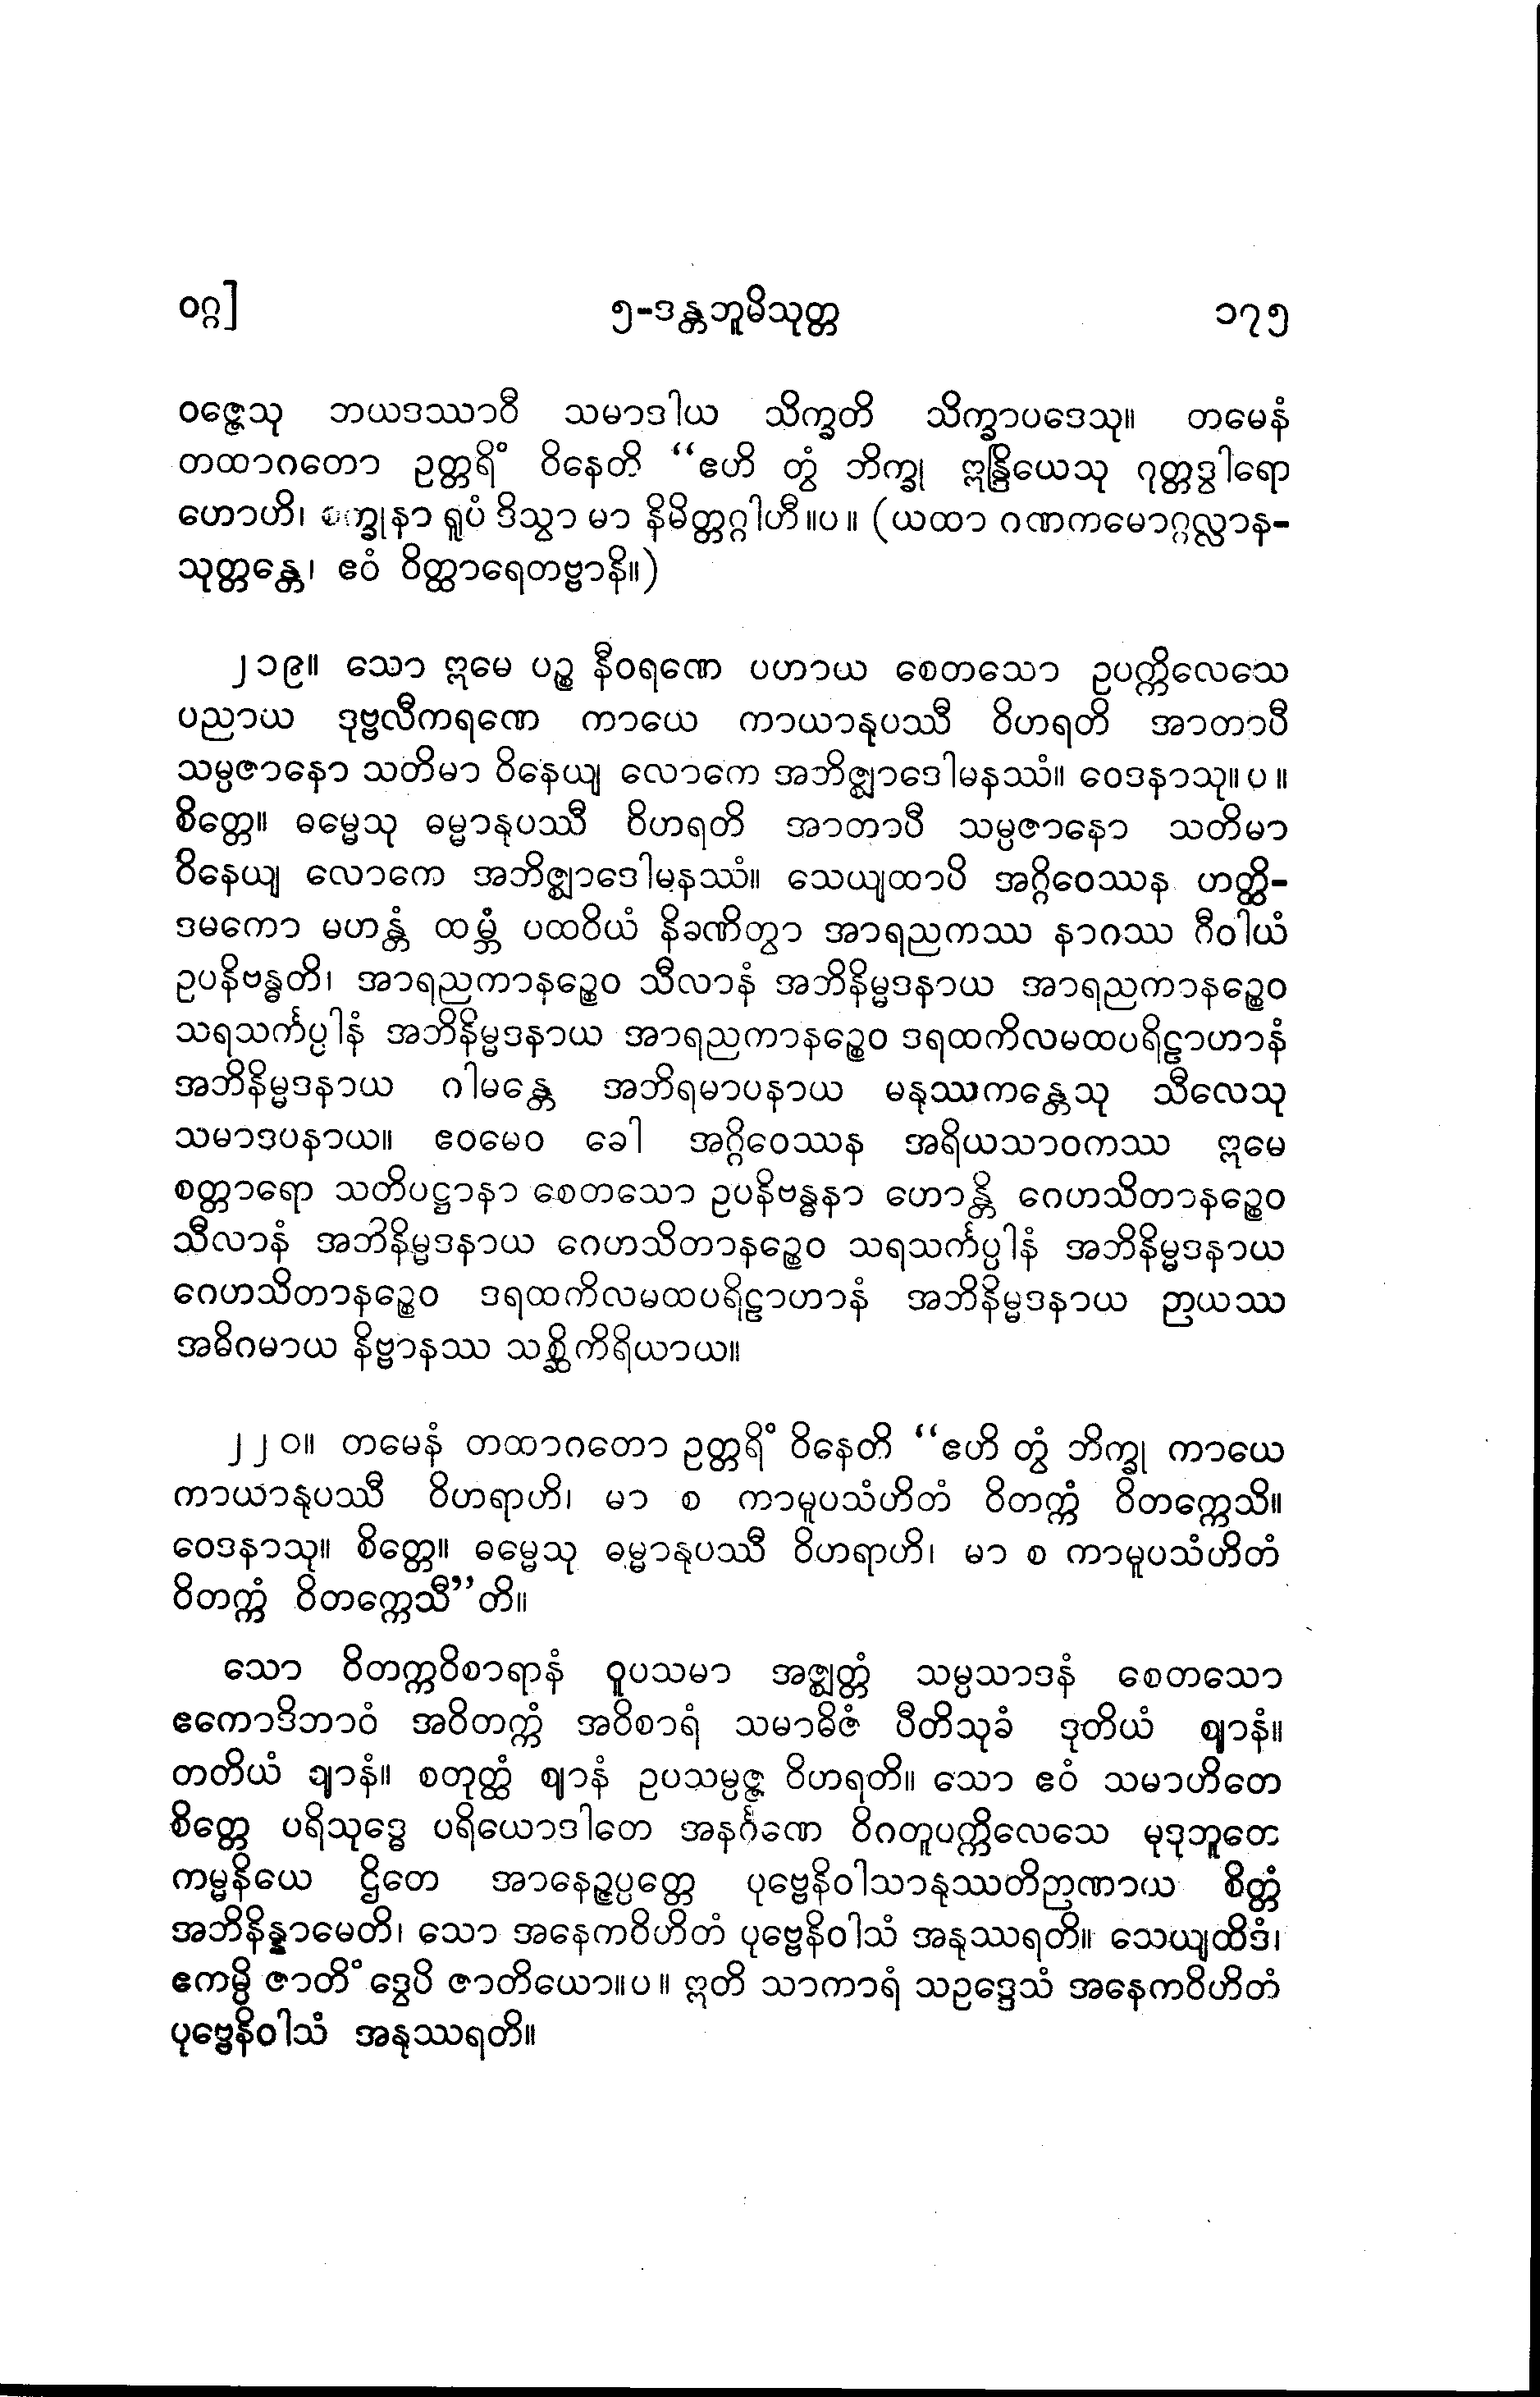 ဝဂ္ဂ] ၅-ဒန္တဘူမိသုတ္တ ၁၇၅
ဝဇ္ဇေသု ဘယဒဿာဝီ သမာဒါယ သိက္ခတိ သိက္ခာပဒေသု။ တမေနံ
တထာဂတော ဥတ္တရိံ ဝိနေတိ “ဧဟိ တွံ ဘိက္ခု ဣန္ဒြိယေသု ဂုတ္တဒွါရော
ဟောဟိ၊ စက္ခုနာ ရူပံ ဒိသွာ မာ နိမိတ္တဂ္ဂါဟီ။ပ။ (ယထာ ဂဏကမောဂ္ဂလ္လာန-
သုတ္တန္တေ၊ ဧဝံ ဝိတ္ထာရေတဗ္ဗာနိ။)
၂၁၉။ သော ဣမေ ပဉ္စ နီဝရဏေ ပဟာယ စေတသော ဥပက္ကိလေသေ
ပညာယ ဒုဗ္ဗလီကရဏေ ကာယေ ကာယာနုပဿီ ဝိဟရတိ အာတာပီ
သမ္ပဇာနော သတိမာ ဝိနေယျ လောကေ အဘိဇ္ဈာဒေါမနဿံ။ ဝေဒနာသု။ပ။
စိတ္တေ။ ဓမ္မေသု ဓမ္မာနုပဿီ ဝိဟရတိ အာတာပီ သမ္ပဇာနော သတိမာ
ဝိနေယျ လောကေ အဘိဇ္ဈာဒေါမနဿံ။ သေယျထာပိ အဂ္ဂိဝေဿန ဟတ္ထိ-
ဒမကော မဟန္တံ ထမ္ဘံ ပထဝိယံ နိခဏိတွာ အာရညကဿ နာဂဿ ဂီဝါယံ
ဥပနိဗန္ဓတိ၊ အာရညကာနဉ္စေဝ သီလာနံ အဘိနိမ္မဒနာယ အာရညကာနဉ္စေဝ
သရသင်္ကပ္ပါနံ အဘိနိမ္မဒနာယ အာရညကာနဉ္စေဝ ဒရထကိလမထပရိဠာဟာနံ
အဘိနိမ္မဒနာယ ဂါမန္တေ အဘိရမာပနာယ မနုဿကန္တေသု သီလေသု
သမာဒပနာယ။ ဧဝမေဝ ခေါ အဂ္ဂိဝေဿန အရိယသာဝကဿ ဣမေ
စတ္တာရော သတိပဋ္ဌာနာ စေတသော ဥပနိဗန္ဓနာ ဟောန္တိ ဂေဟသိတာနဉ္စေဝ
သီလာနံ အဘိနိမ္မဒနာယ ဂေဟသိတာနဉ္စေဝ သရသင်္ကပ္ပါနံ အဘိနိမ္မဒနာယ
ဂေဟသိတာနဉ္စေဝ ဒရထကိလမထပရိဠာဟာနံ အဘိနိမ္မဒနာယ ဉာယဿ
အဓိဂမာယ နိဗ္ဗာနဿ သစ္ဆိကိရိယာယ။
၂၂၀။ တမေနံ တထာဂတော ဥတ္တရိံ ဝိနေတိ “ဧဟိ တွံ ဘိက္ခု ကာယေ
ကာယာနုပဿီ ဝိဟရာဟိ၊ မာ စ ကာမူပသံဟိတံ ဝိတက္ကံ ဝိတက္ကေသိ။
ဝေဒနာသု။ စိတ္တေ။ ဓမ္မေသု ဓမ္မာနုပဿီ ဝိဟရာဟိ၊ မာ စ ကာမူပသံဟိတံ
ဝိတက္ကံ ဝိတက္ကေသီ”တိ။
သော ဝိတက္ကဝိစာရာနံ ဝူပသမာ အဇ္ဈတ္တံ သမ္ပသာဒနံ စေတသော
ဧကောဒိဘာဝံ အဝိတက္ကံ အဝိစာရံ သမာဓိဇံ ပီတိသုခံ ဒုတိယံ ဈာနံ။
တတိယံ ဈာနံ။ စတုတ္ထံ ဈာနံ ဥပသမ္ပဇ္ဇ ဝိဟရတိ။ သော ဧဝံ သမာဟိတေ
စိတ္တေ ပရိသုဒ္ဓေ ပရိယောဒါတေ အနင်္ဂဏေ ဝိဂတူပက္ကိလေသေ မုဒုဘူတေ
ကမ္မနိယေ ဌိတေ အာနေဉ္ဇပ္ပတ္တေ ပုဗ္ဗေနိဝါသာနုဿတိဉာဏာယ စိတ္တံ
အဘိနိန္နာမေတိ၊ သော အနေကဝိဟိတံ ပုဗ္ဗေနိဝါသံ အနုဿရတိ။ သေယျထိဒံ၊
ဧကမ္ပိ ဇာတိံ ဒွေပိ ဇာတိယော။ပ။ ဣတိ သာကာရံ သဥဒ္ဒေသံ အနေကဝိဟိတံ
ပုဗ္ဗေနိဝါသံ အနုဿရတိ။